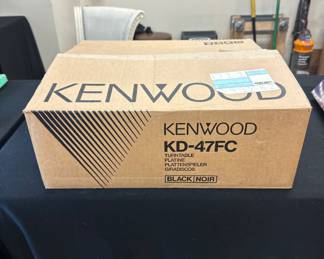 KENWOOD
KENWOOD
KD-47FC
TURNTABLE
PLATINE
PLATTENSPIELER
GIRADISCOS
BLACK NOIR